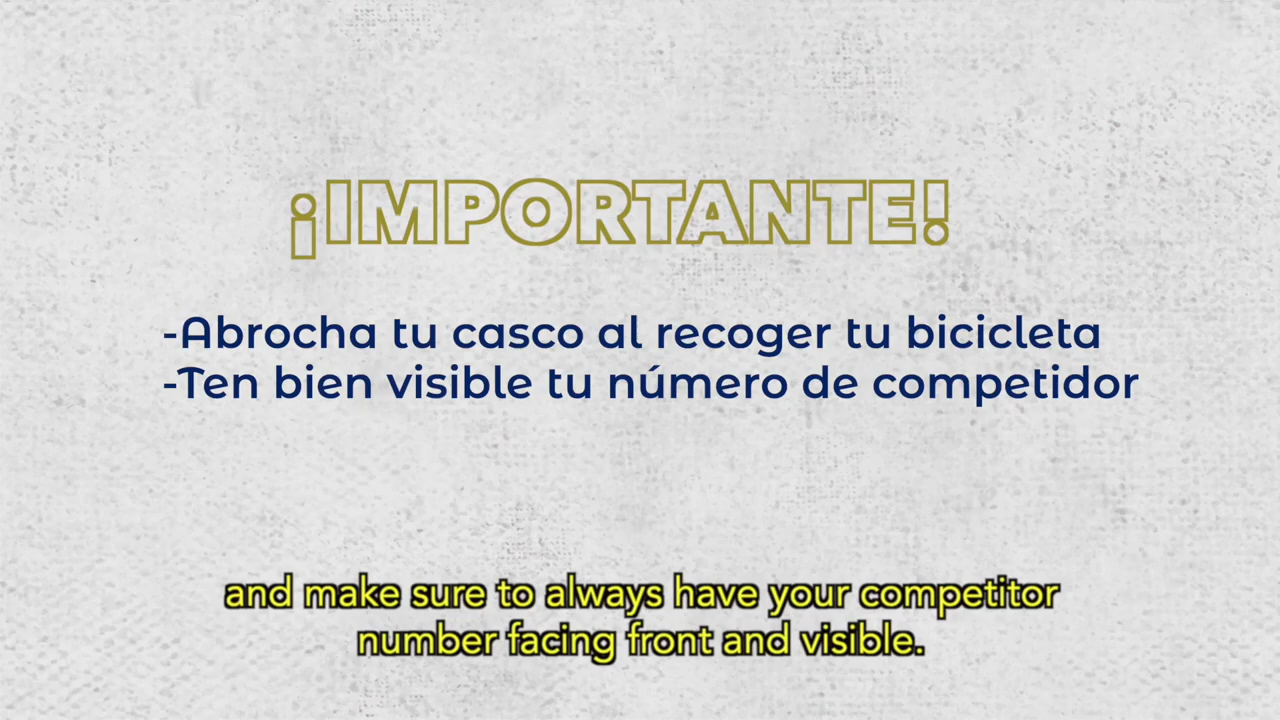 ¡IMPORTANTE!
-Abrocha tu casco al recoger tu bicicleta
-Ten bien visible tu número de competidor
and make sure to always have your competitor
number facing front and visible.